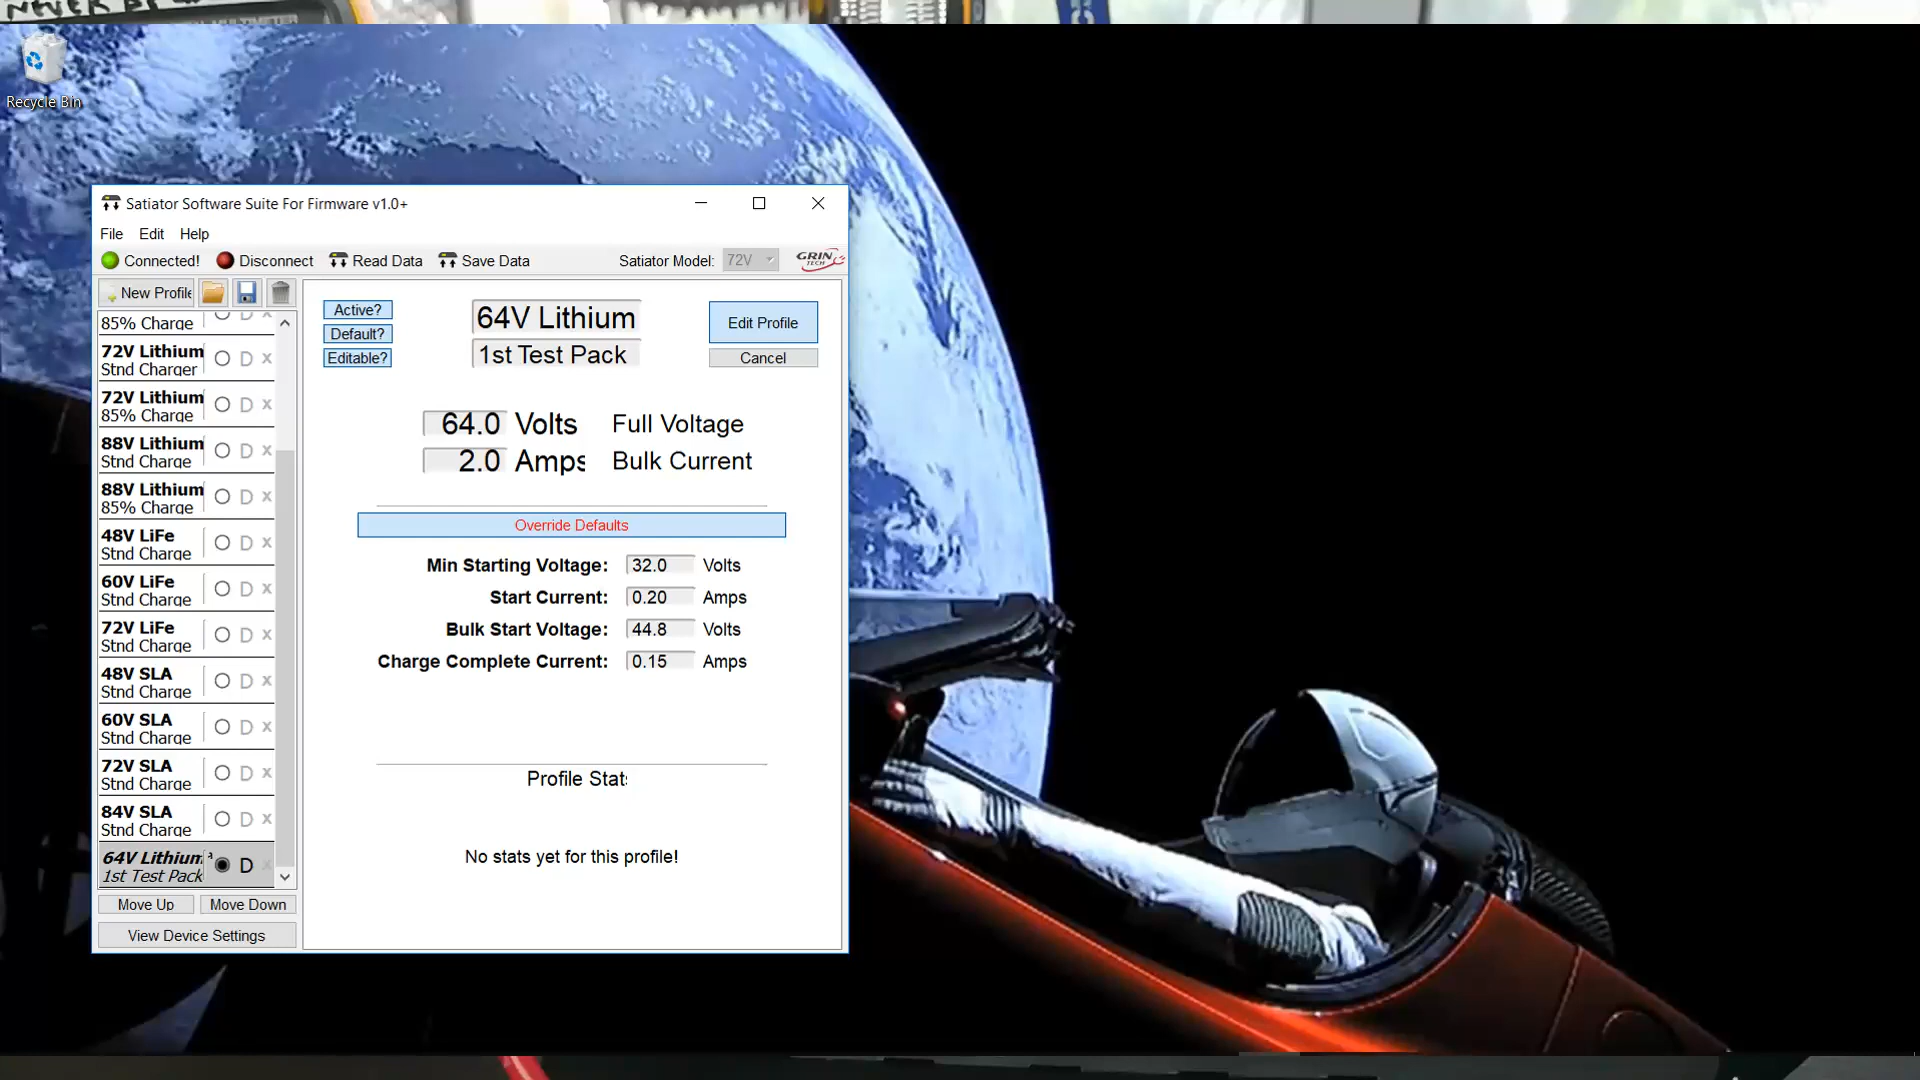 NEVER BE
MULTIMETER
Recycle Bin
Satiator Software Suite For Firmware v1.0+
File Edit Help
Connected! Disconnect Read Data Save Data Satiator Model: 72V GRIN TECH
New Profile
85% Charge D x
72V Lithium
Stnd Charger D x
72V Lithium
85% Charge D x
88V Lithium
Stnd Charge D x
88V Lithium
85% Charge D x
48V LiFe
Stnd Charge D x
60V LiFe
Stnd Charge D x
72V LiFe
Stnd Charge D x
48V SLA
Stnd Charge D x
60V SLA
Stnd Charge D x
72V SLA
Stnd Charge D x
84V SLA
Stnd Charge D x
64V Lithium
1st Test Pack D x
Move Up Move Down
View Device Settings
Active?
Default?
Editable?
64V Lithium
1st Test Pack
Edit Profile
Cancel
64.0 Volts Full Voltage
2.0 Amps Bulk Current
Override Defaults
Min Starting Voltage: 32.0 Volts
Start Current: 0.20 Amps
Bulk Start Voltage: 44.8 Volts
Charge Complete Current: 0.15 Amps
Profile Stats
No stats yet for this profile!